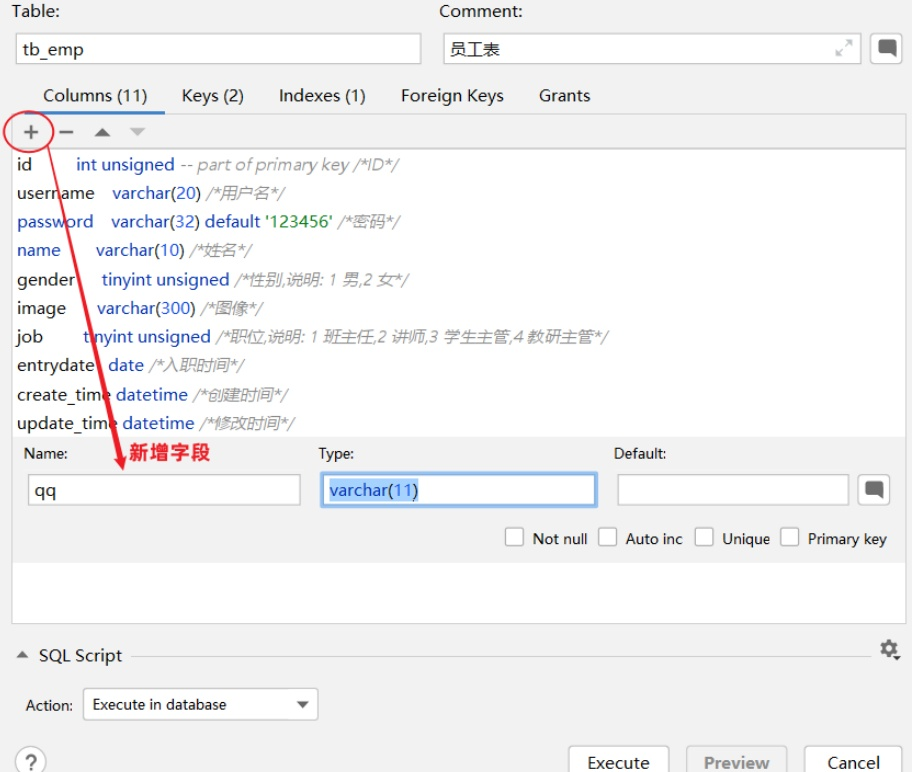 Table:
Comment:
tb_emp
员工表
Columns (11) Keys (2) Indexes (1) Foreign Keys Grants
id int unsigned -- part of primary key /*ID*/
username varchar(20) /*用户名*/
password varchar(32) default '123456' /*密码*/
name varchar(10) /*姓名*/
gender tinyint unsigned /*性别,说明: 1 男,2 女*/
image varchar(300) /*图像*/
job tinyint unsigned /*职位,说明: 1 班主任,2 讲师,3 学生主管,4 教研主管*/
entrydate date /*入职时间*/
create_time datetime /*创建时间*/
update_time datetime /*修改时间*/
新增字段
Name: Type: Default:
qq varchar(11)
Not null Auto inc Unique Primary key
SQL Script
Action: Execute in database
? Execute Preview Cancel